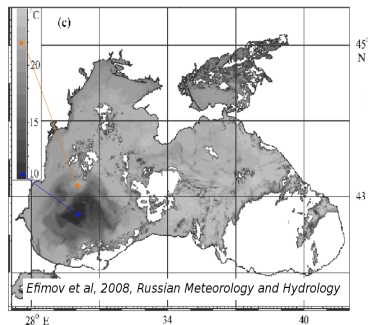 C
(c)
45°
N
20
15
10
43
28° E
34
40
Efimov et al, 2008, Russian Meteorology and Hydrology